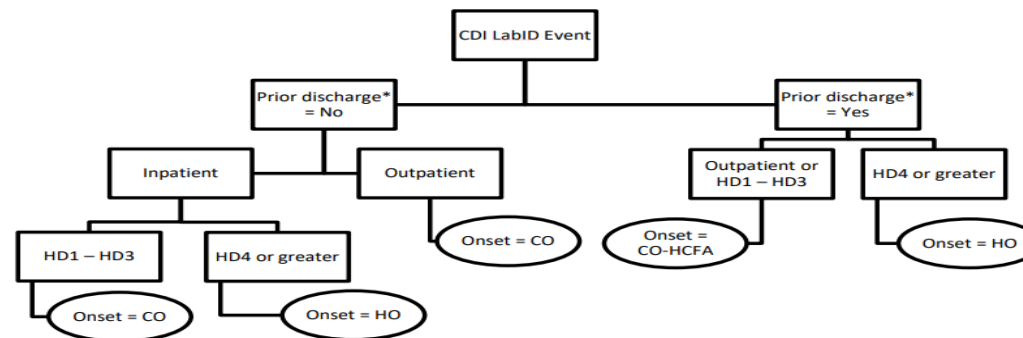 CDI LabID Event
Prior discharge*
= No
Prior discharge*
= Yes
Inpatient
Outpatient
Outpatient or
HD1 – HD3
HD4 or greater
HD1 – HD3
HD4 or greater
Onset = CO
Onset =
CO-HCFA
Onset = HO
Onset = CO
Onset = HO